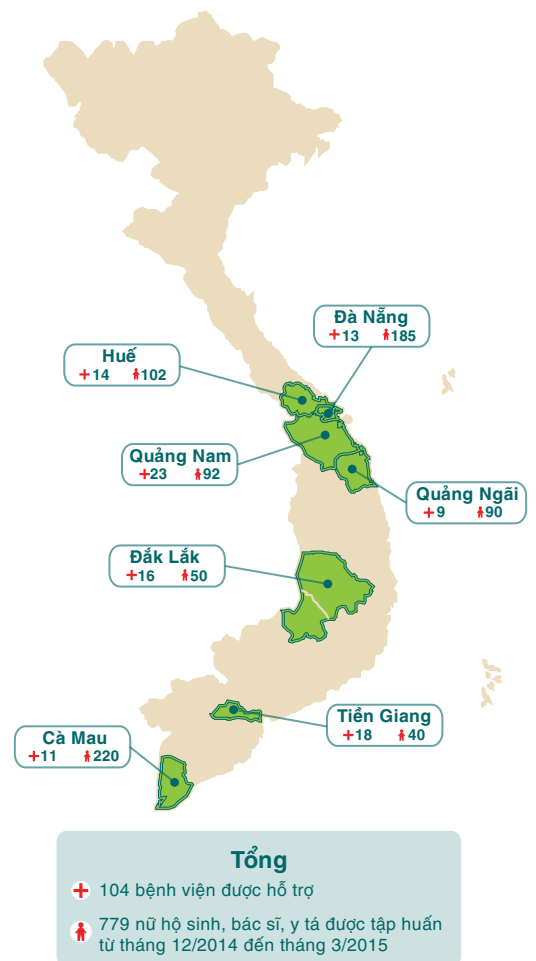 Đà Nẵng
+13 185
Huế
+14 102
Quảng Nam
+23 92
Quảng Ngãi
+9 90
Đắk Lắk
+16 50
Tiền Giang
+18 40
Cà Mau
+11 220
Tổng
104 bệnh viện được hỗ trợ
779 nữ hộ sinh, bác sĩ, y tá được tập huấn
từ tháng 12/2014 đến tháng 3/2015